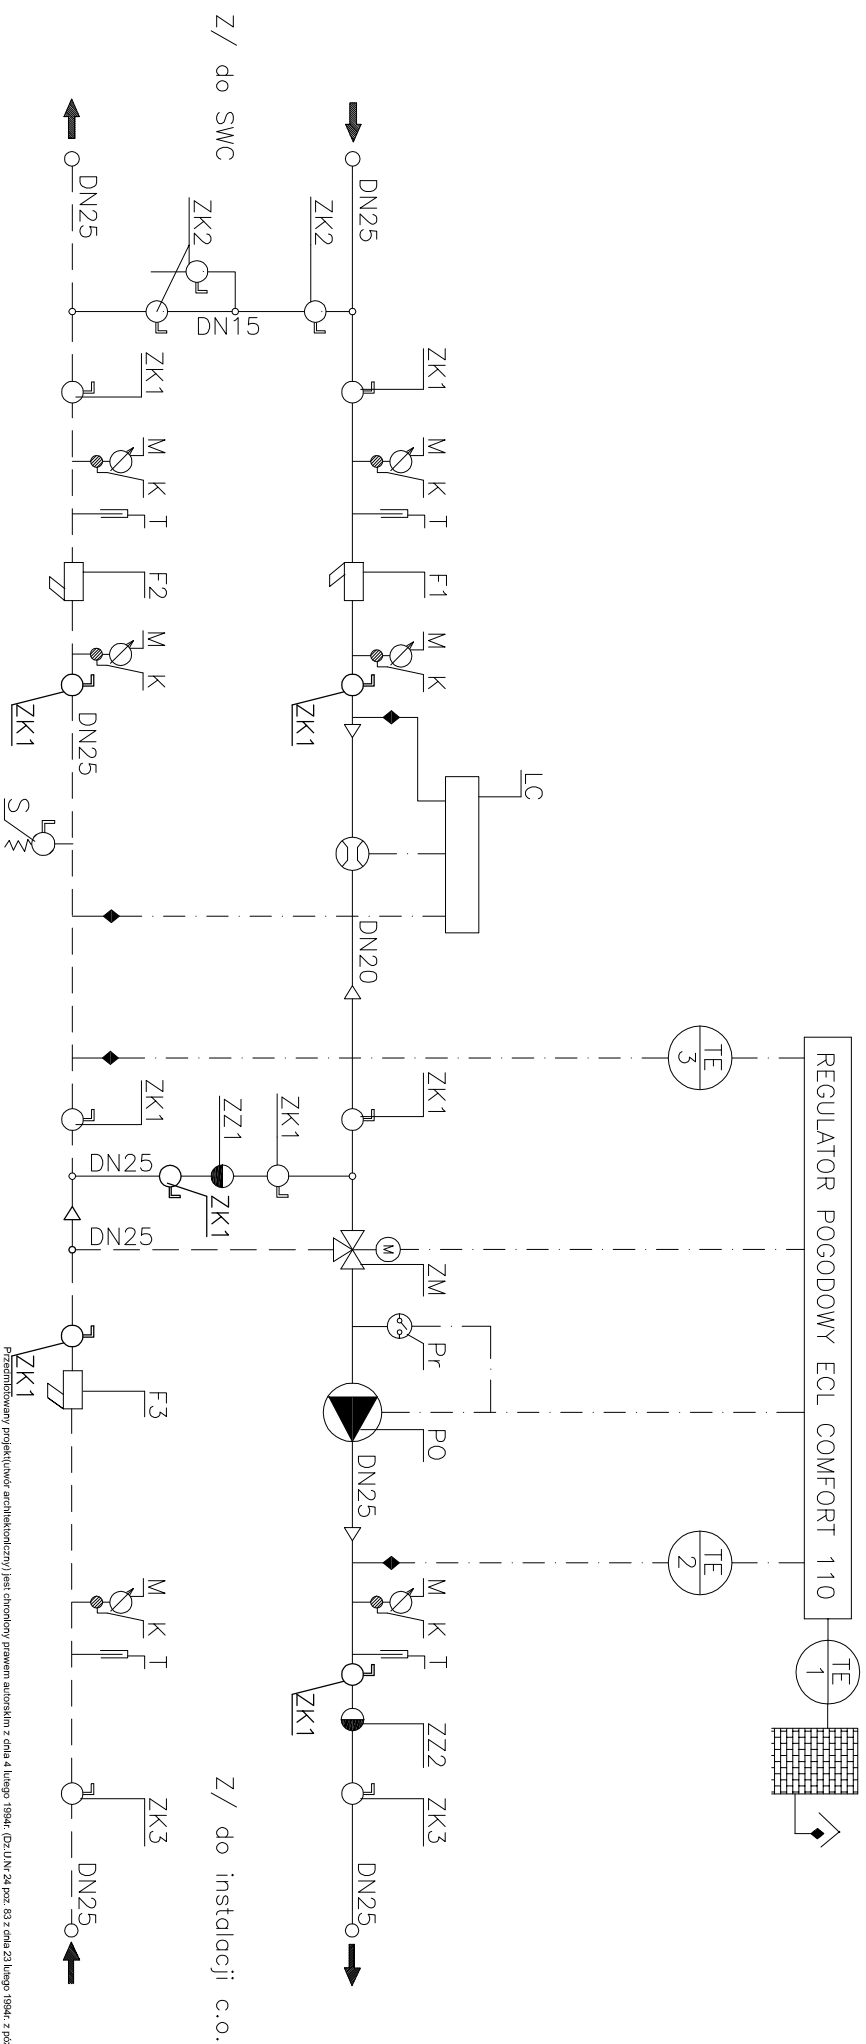 REGULATOR POGODOWY ECL COMFORT 110
TE
3
TE
2
TE
1
LC
Z/ do SWC
DN25
ZK2
ZK2
DN15
ZK1
M
K
T
F1
M
K
ZK1
DN20
ZK1
ZM
M
Pr
PO
DN25
M
K
T
ZK1
ZZ2
ZK3
DN25
Z/ do instalacji c.o.
ZK1
ZZ1
ZK1
DN25
DN25
DN25
ZK1
M
K
T
F2
M
K
ZK1
DN25
S
ZK1
ZK1
F3
M
K
T
ZK3
DN25
Przedmiotowany projekt(utwór architektoniczny) jest chroniony prawem autorskim z dnia 4 lutego 1994r. (Dz.U.Nr 24 poz. 83 z dnia 23 lutego 1994r. z póź